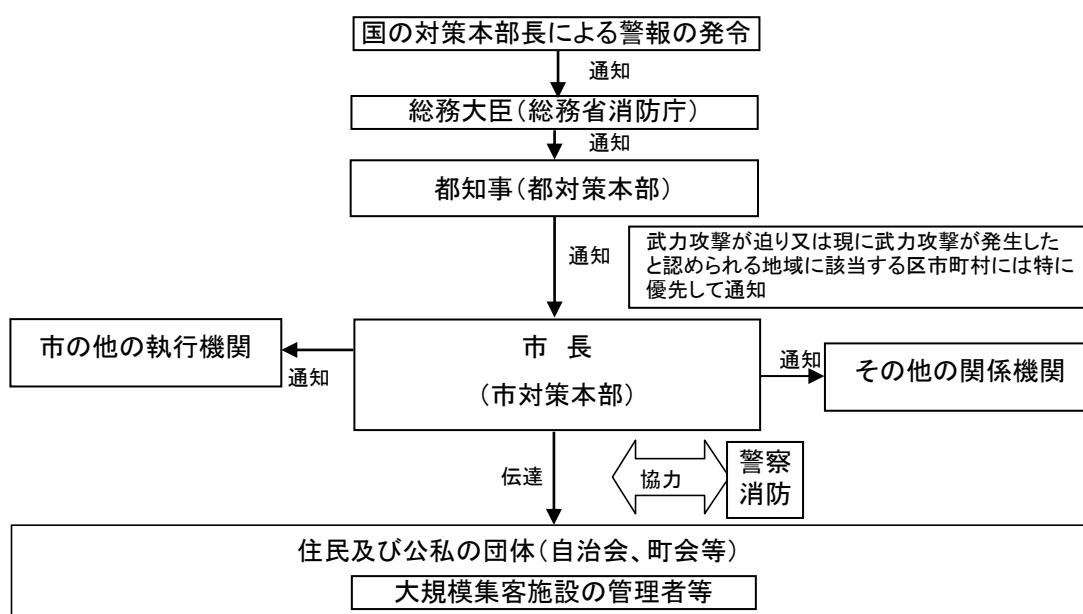 国の対策本部長による警報の発令
通知
総務大臣(総務省消防庁)
通知
都知事(都対策本部)
通知
武力攻撃が迫り又は現に武力攻撃が発生した
と認められる地域に該当する区市町村には特に
優先して通知
市の他の執行機関
通知
市 長
(市対策本部)
通知
その他の関係機関
伝達
協力
警察
消防
住民及び公私の団体(自治会、町会等)
大規模集客施設の管理者等